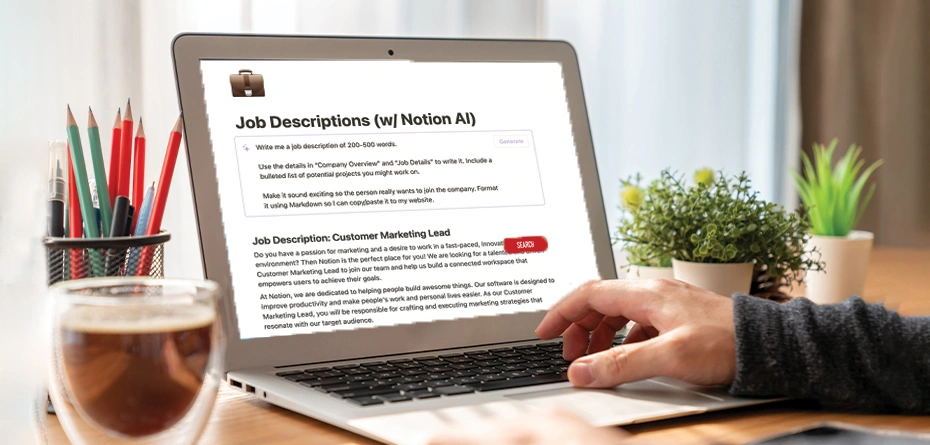 Job Descriptions (w/ Notion AI)
Write me a job description of 200-500 words.
Generate
Use the details in "Company Overview" and "Job Details" to write it. Include a
bulleted list of potential projects you might work on.
Make it sound exciting so the person really wants to join the company. Format
it using Markdown so I can copy/paste it to my website.
Job Description: Customer Marketing Lead
Do you have a passion for marketing and a desire to work in a fast-paced,
SEARCH
environment? Then Notion is the perfect place for you! We are looking for a
Customer Marketing Lead to join our team and help us build a connected workspace that
empowers users to achieve their goals.
At Notion, we are dedicated to helping people build awesome things. Our software is designed to
improve productivity and make people's work and personal lives easier. As our Customer
Marketing Lead, you will be responsible for crafting and executing marketing strategies that
resonate with our target audience.